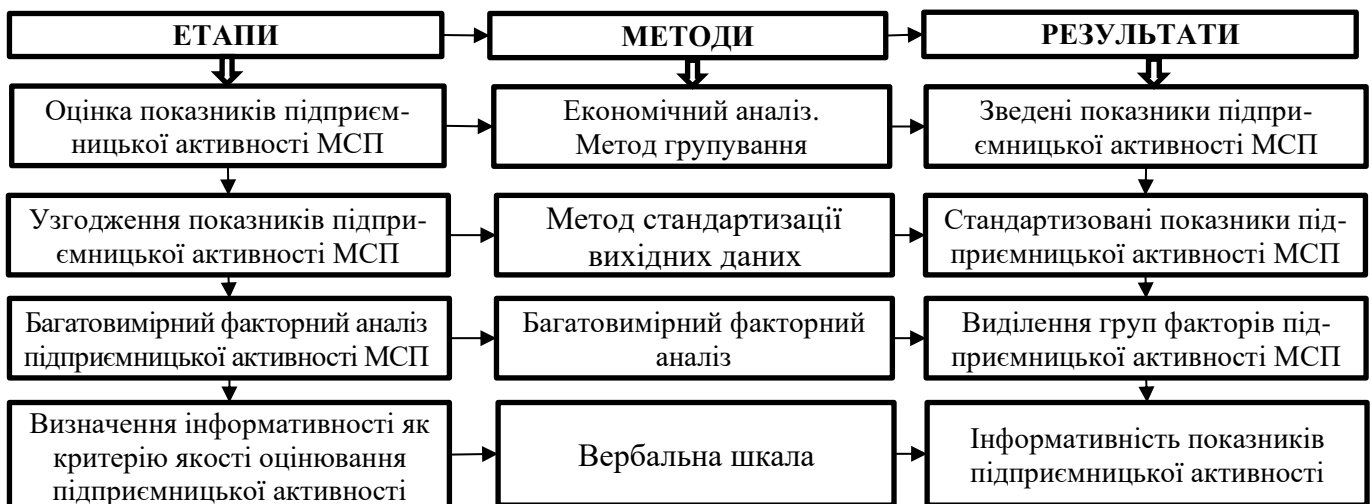 ЕТАПИ
МЕТОДИ
РЕЗУЛЬТАТИ
Оцінка показників підприєм-
ницької активності МСП
Економічний аналіз.
Метод групування
Зведені показники підпри-
ємницької активності МСП
Узгодження показників підпри-
ємницької активності МСП
Метод стандартизації
вихідних даних
Стандартизовані показники під-
приємницької активності МСП
Багатовимірний факторний аналіз
підприємницької активності МСП
Багатовимірний факторний
аналіз
Виділення груп факторів під-
приємницької активності МСП
Визначення інформативності як
критерію якості оцінювання
підприємницької активності
Вербальна шкала
Інформативність показників
підприємницької активності